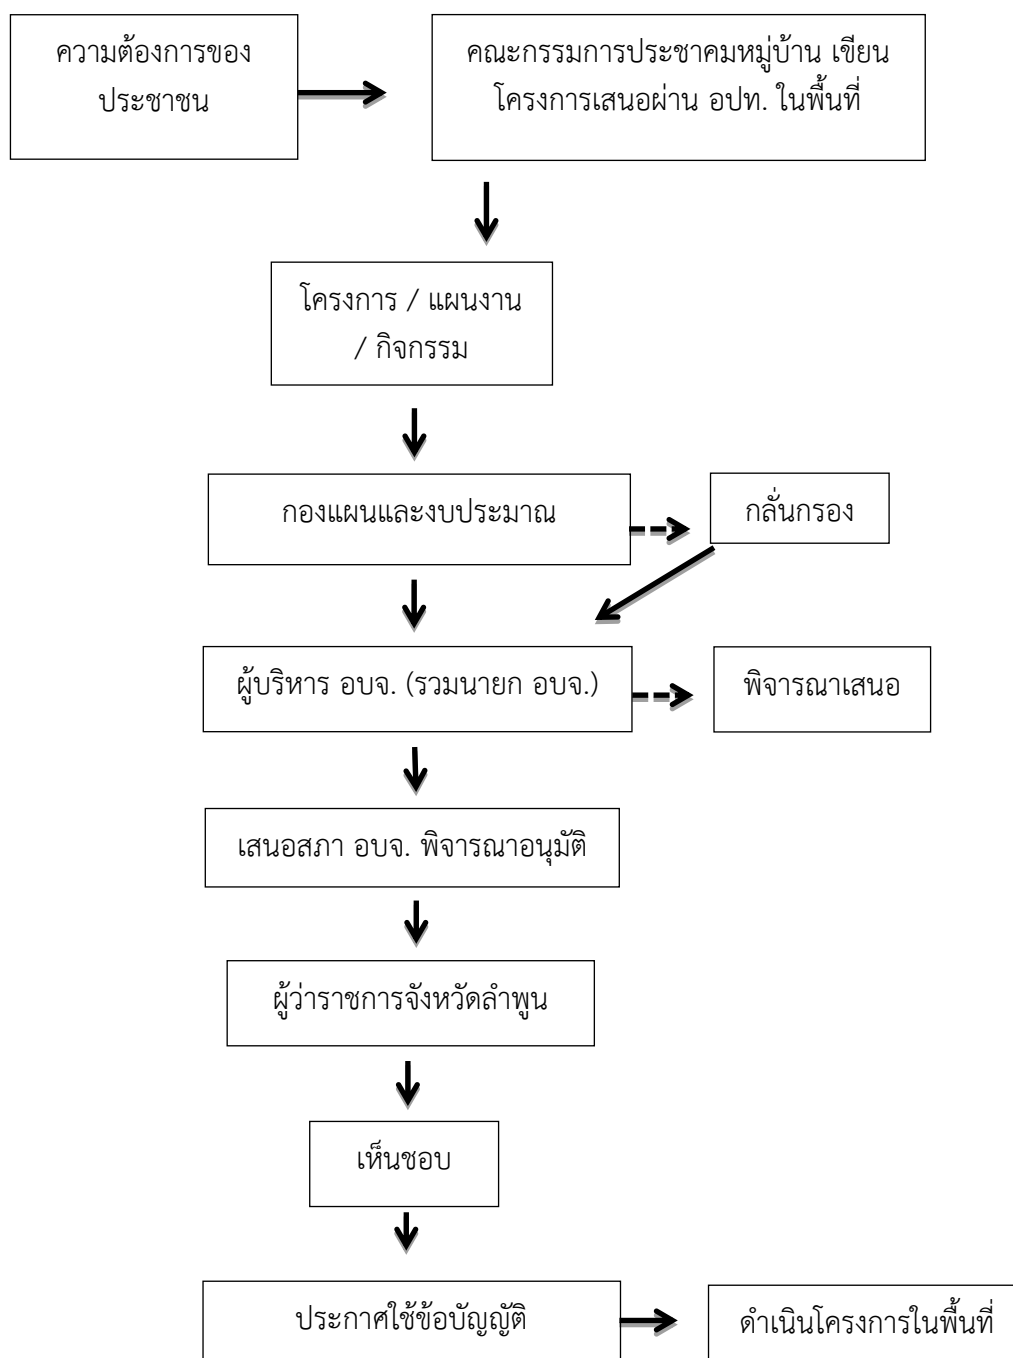 ความต้องการของ
ประชาชน
คณะกรรมการประชาคมหมู่บ้าน เขียน
โครงการเสนอผ่าน อปท. ในพื้นที่
โครงการ / แผนงาน
/ กิจกรรม
กองแผนและงบประมาณ
กลั่นกรอง
ผู้บริหาร อบจ. (รวมนายก อบจ.)
พิจารณาเสนอ
เสนอสภา อบจ. พิจารณาอนุมัติ
ผู้ว่าราชการจังหวัดลำพูน
เห็นชอบ
ประกาศใช้ข้อบัญญัติ
ดำเนินโครงการในพื้นที่